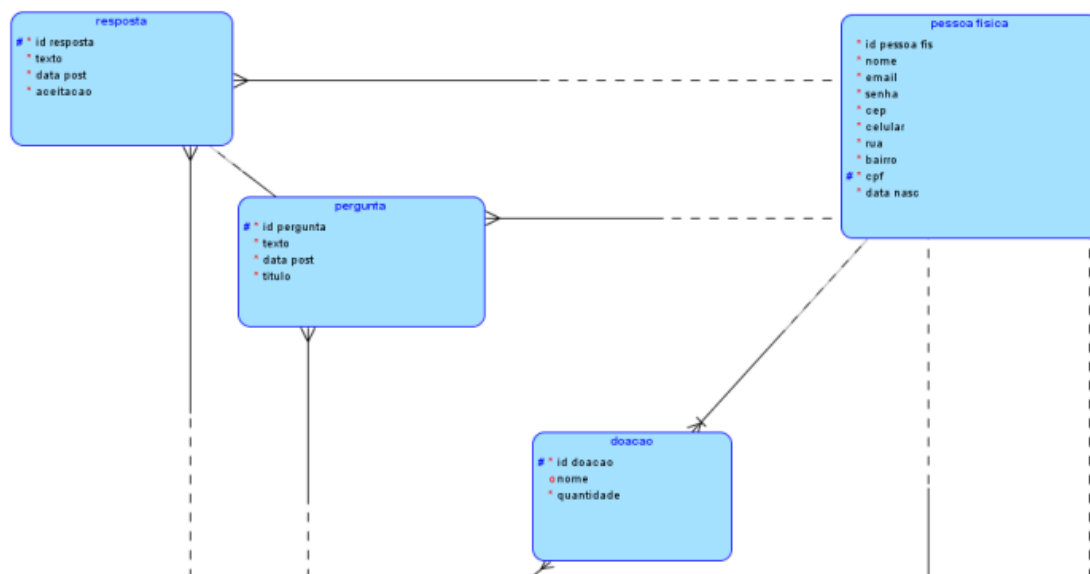 resposta
# * id resposta
* texto
* data post
* aceitacao
pessoa fisica
* id pessoa fis
* nome
* email
* senha
* cep
* celular
* rua
* bairro
# * cpf
* data nasc
pergunta
# * id pergunta
* texto
* data post
* titulo
doacao
# * id doacao
o nome
* quantidade